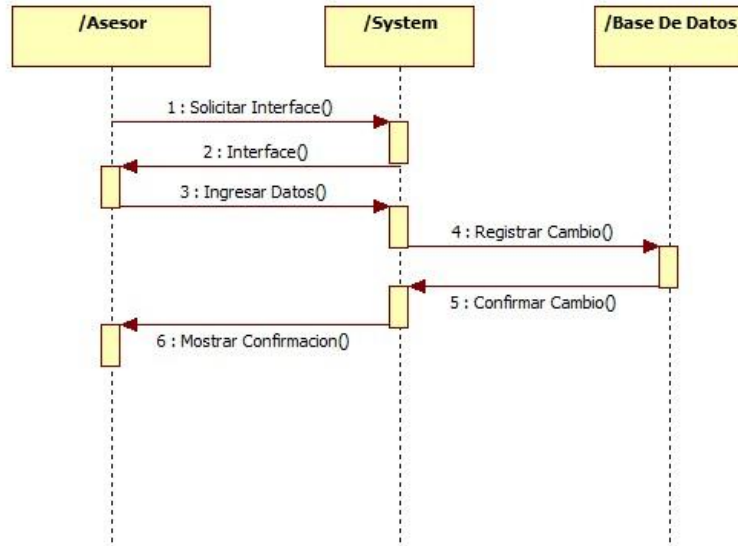 /Asesor
/System
/Base De Datos
1 : Solicitar Interface()
2 : Interface()
3 : Ingresar Datos()
4 : Registrar Cambio()
5 : Confirmar Cambio()
6 : Mostrar Confirmacion()